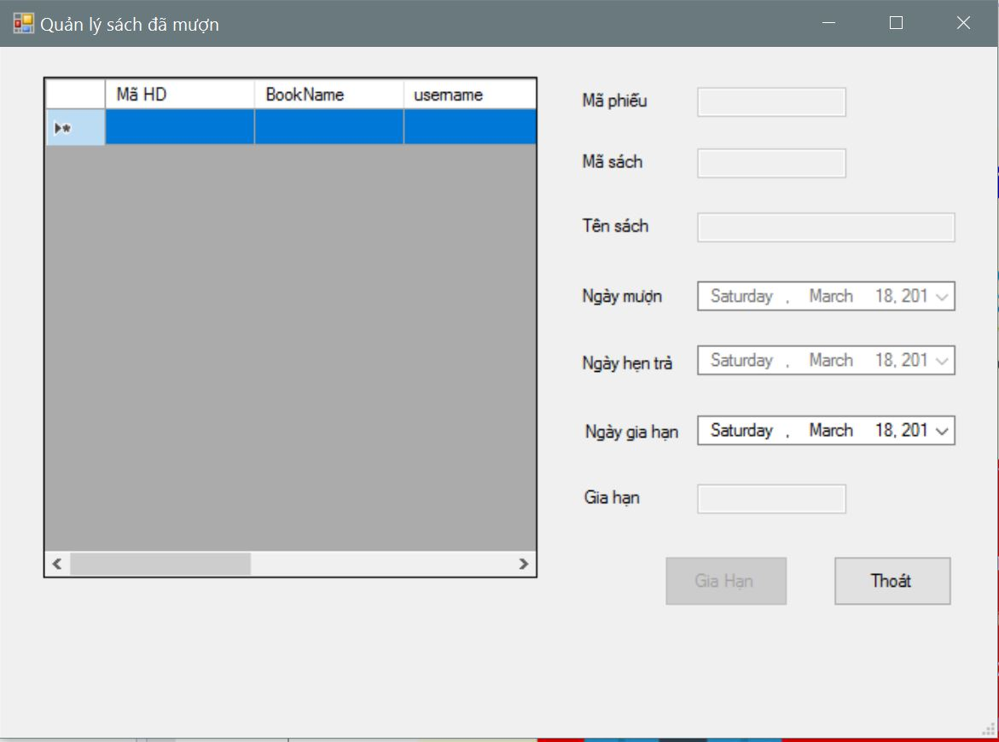 Quản lý sách đã mượn
Mã HD BookName username
Mã phiếu
Mã sách
Tên sách
Ngày mượn Saturday , March 18, 201
Ngày hẹn trả Saturday , March 18, 201
Ngày gia hạn Saturday , March 18, 201
Gia hạn
Gia Hạn Thoát